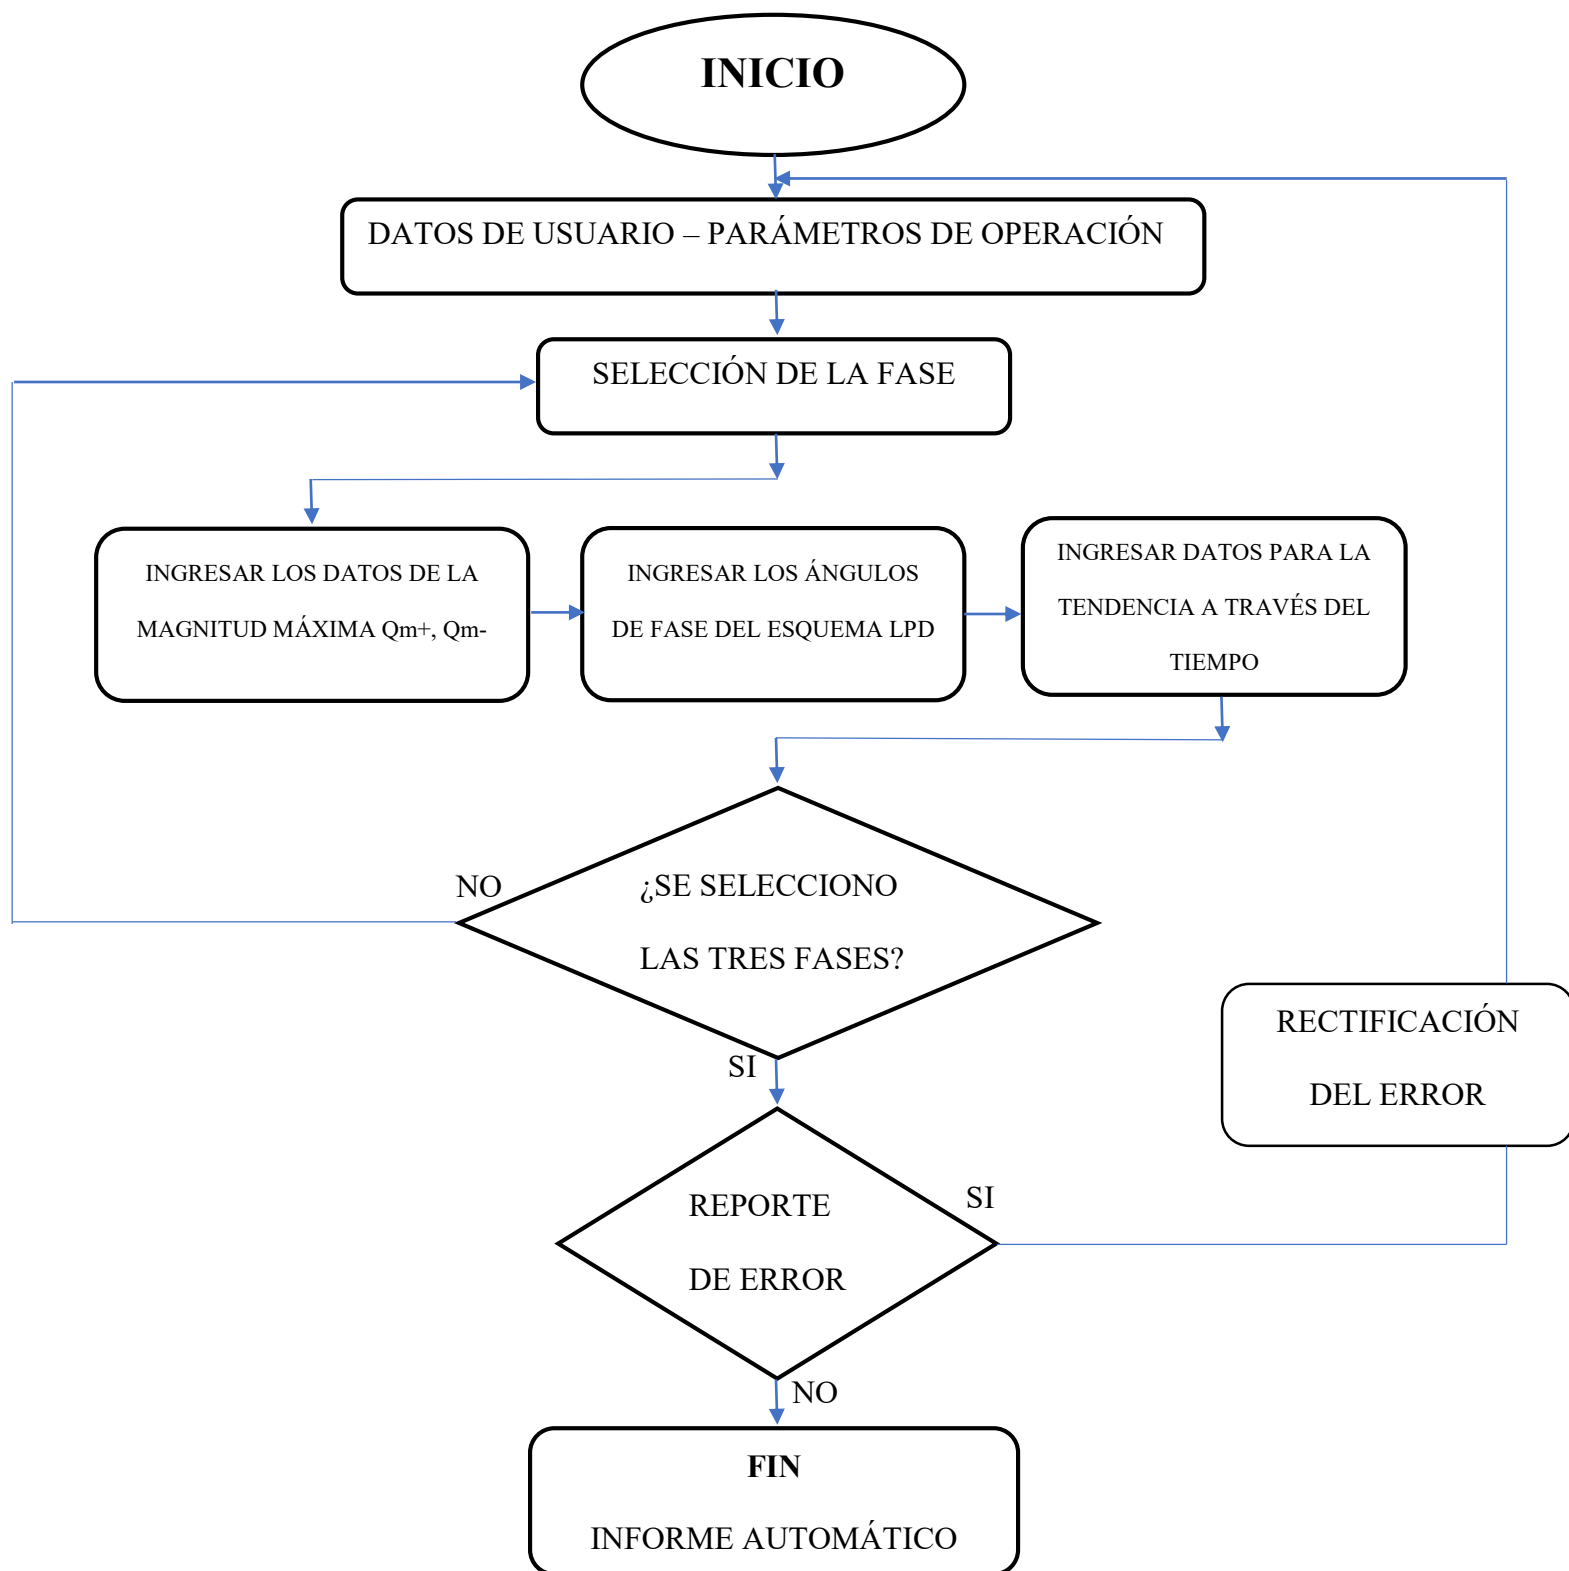 INICIO
DATOS DE USUARIO – PARÁMETROS DE OPERACIÓN
SELECCIÓN DE LA FASE
INGRESAR LOS DATOS DE LA
MAGNITUD MÁXIMA Qm+, Qm-
INGRESAR LOS ÁNGULOS
DE FASE DEL ESQUEMA LPD
INGRESAR DATOS PARA LA
TENDENCIA A TRAVÉS DEL
TIEMPO
NO
¿SE SELECCIONO
LAS TRES FASES?
SI
RECTIFICACIÓN
DEL ERROR
REPORTE
DE ERROR
SI
NO
FIN
INFORME AUTOMÁTICO